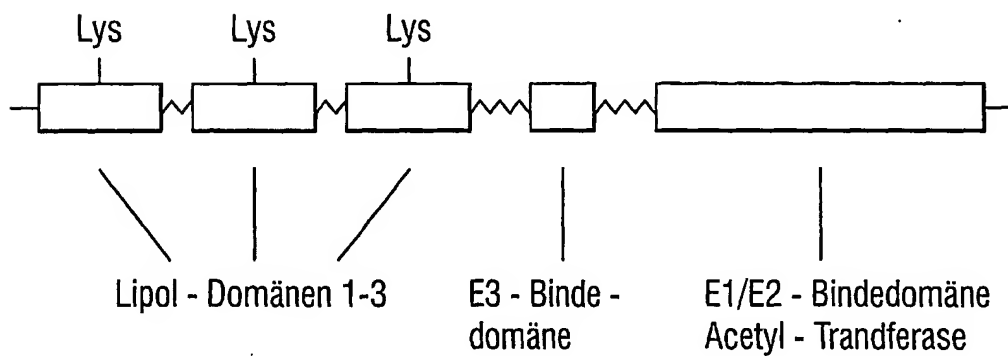 Lys Lys Lys
Lipol - Domänen 1-3
E3 - Binde -
domäne
E1/E2 - Bindedomäne
Acetyl - Trandferase